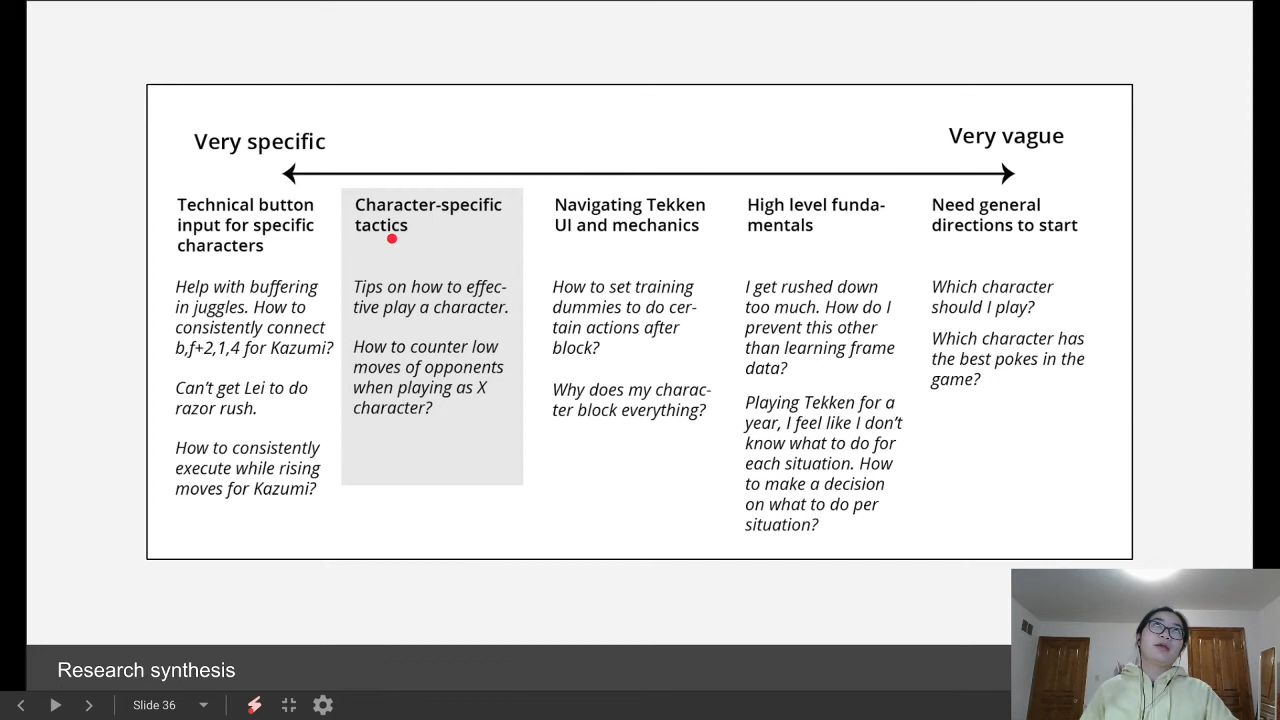 Very specific
Very vague
Technical button
input for specific
characters
Help with buffering
in juggles. How to
consistently connect
b,f+2,1,4 for Kazumi?
Can't get Lei to do
razor rush.
How to consistently
execute while rising
moves for Kazumi?
Character-specific
tactics
Tips on how to effec-
tive play a character.
How to counter low
moves of opponents
when playing as X
character?
Navigating Tekken
UI and mechanics
How to set training
dummies to do cer-
tain actions after
block?
Why does my charac-
ter block everything?
High level funda-
mentals
I get rushed down
too much. How do I
prevent this other
than learning frame
data?
Playing Tekken for a
year, I feel like I don't
know what to do for
each situation. How
to make a decision
on what to do per
situation?
Need general
directions to start
Which character
should I play?
Which character has
the best pokes in the
game?
Research synthesis
Slide 36